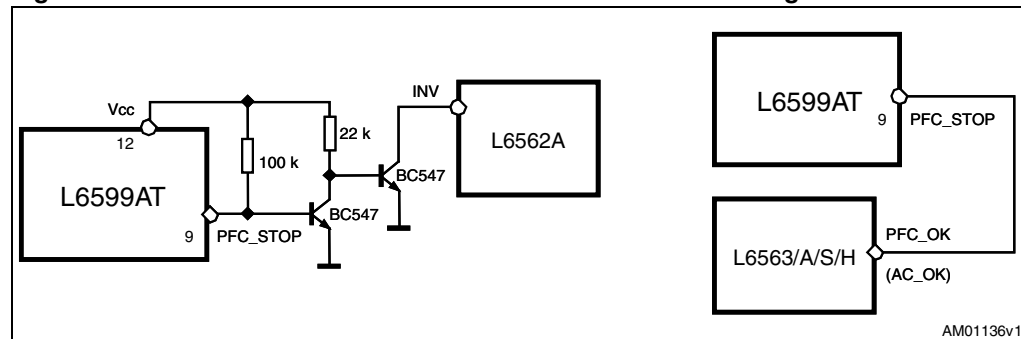 Vcc
12
L6599AT
9
PFC_STOP
100 k
22 k
BC547
BC547
INV
L6562A
L6599AT
9
PFC_STOP
L6563/A/S/H
PFC_OK
(AC_OK)
AM01136v1